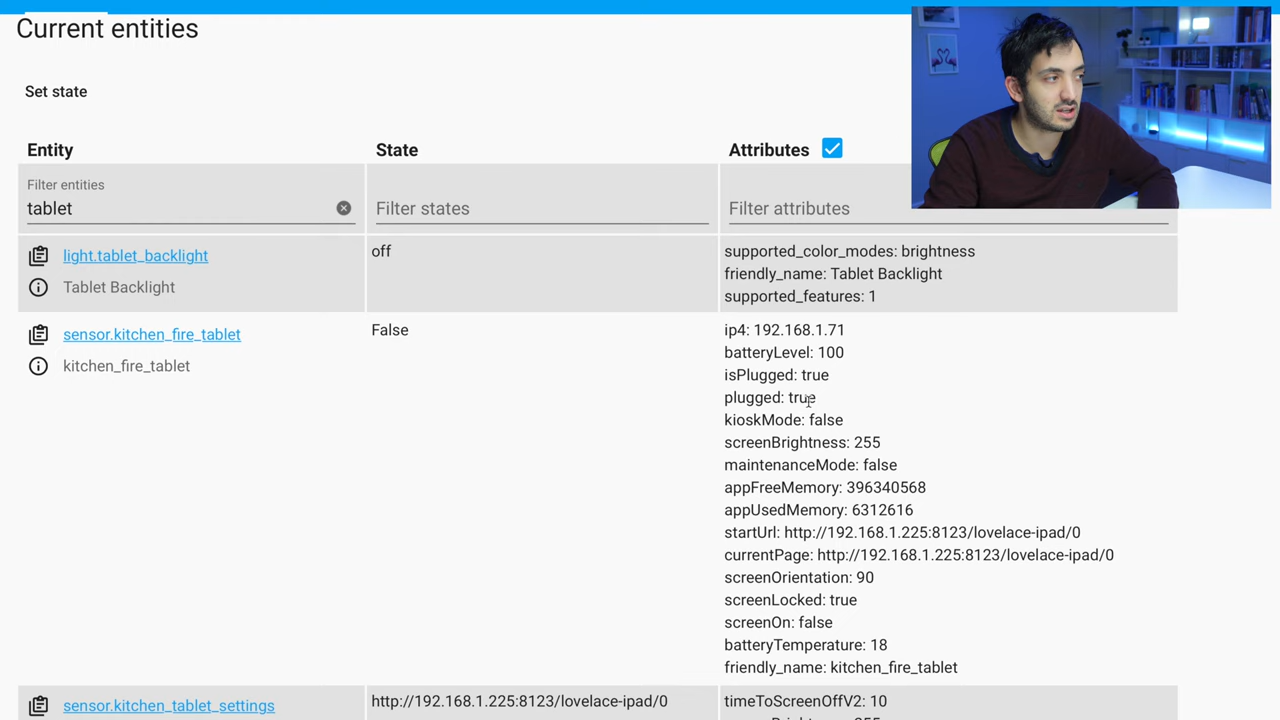 Current entities
Set state
Entity State Attributes
Filter entities
tablet Filter states Filter attributes
light.tablet_backlight off supported_color_modes: brightness
friendly_name: Tablet Backlight
Tablet Backlight
supported_features: 1
sensor.kitchen_fire_tablet False ip4: 192.168.1.71
batteryLevel: 100
kitchen_fire_tablet
isPlugged: true
plugged: true
kioskMode: false
screenBrightness: 255
maintenanceMode: false
appFreeMemory: 396340568
appUsedMemory: 6312616
startUrl: http://192.168.1.225:8123/lovelace-ipad/0
currentPage: http://192.168.1.225:8123/lovelace-ipad/0
screenOrientation: 90
screenLocked: true
screenOn: false
batteryTemperature: 18
friendly_name: kitchen_fire_tablet
sensor.kitchen_tablet_settings http://192.168.1.225:8123/lovelace-ipad/0 timeToScreenOffV2: 10